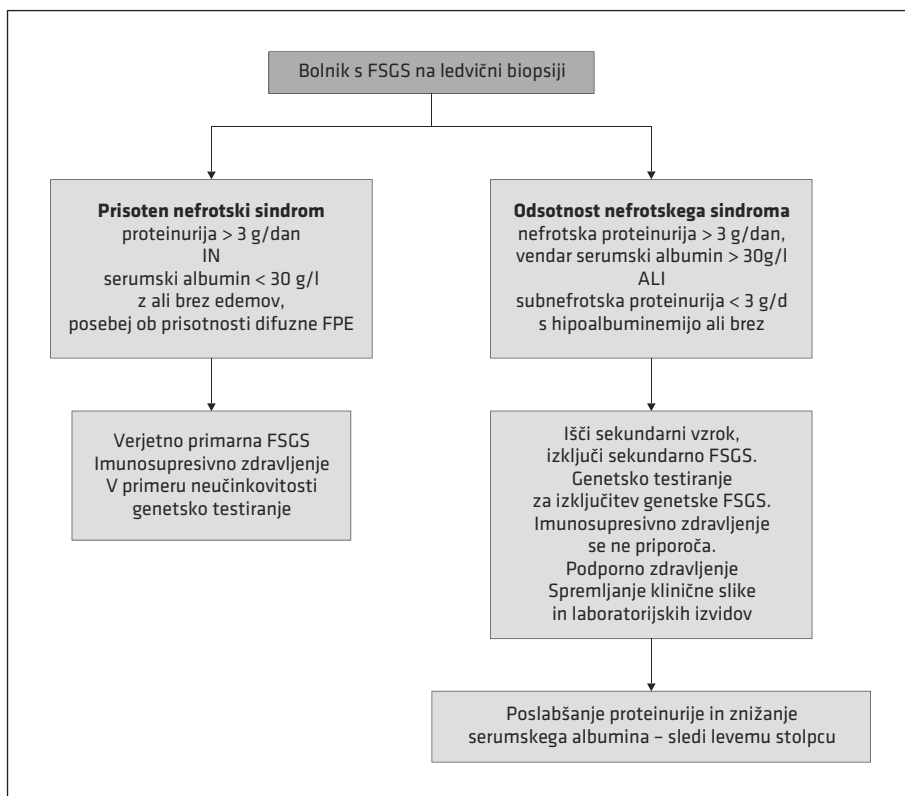 Bolnik s FSGS na ledvični biopsiji
Prisoten nefrotski sindrom
proteinurija > 3 g/dan
IN
serumski albumin < 30 g/l
z ali brez edemov,
posebej ob prisotnosti difuzne FPE
Odsotnost nefrotskega sindroma
nefrotska proteinurija > 3 g/dan,
vendar serumski albumin > 30g/l
ALI
subnefrotska proteinurija < 3 g/d
s hipoalbuminemijo ali brez
Verjetno primarna FSGS
Imunosupresivno zdravljenje
V primeru neučinkovitosti
genetsko testiranje
Išči sekundarni vzrok,
izključi sekundarno FSGS.
Genetsko testiranje
za izključitev genetske FSGS.
Imunosupresivno zdravljenje
se ne priporoča.
Podporno zdravljenje
Spremljanje klinične slike
in laboratorijskih izvidov
Poslabšanje proteinurije in znižanje
serumskega albumina – sledi levemu stolpcu